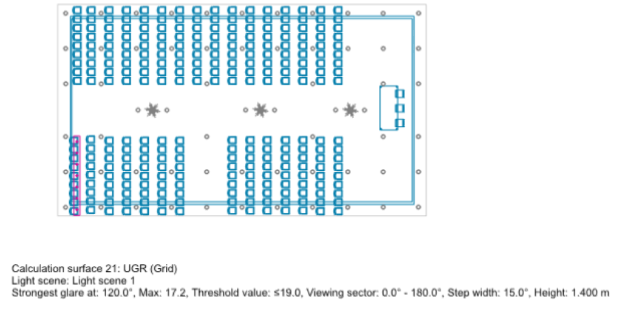 Calculation surface 21: UGR (Grid)
Light scene: Light scene 1
Strongest glare at: 120.0°, Max: 17.2, Threshold value: ≤19.0, Viewing sector: 0.0° - 180.0°, Step width: 15.0°, Height: 1.400 m